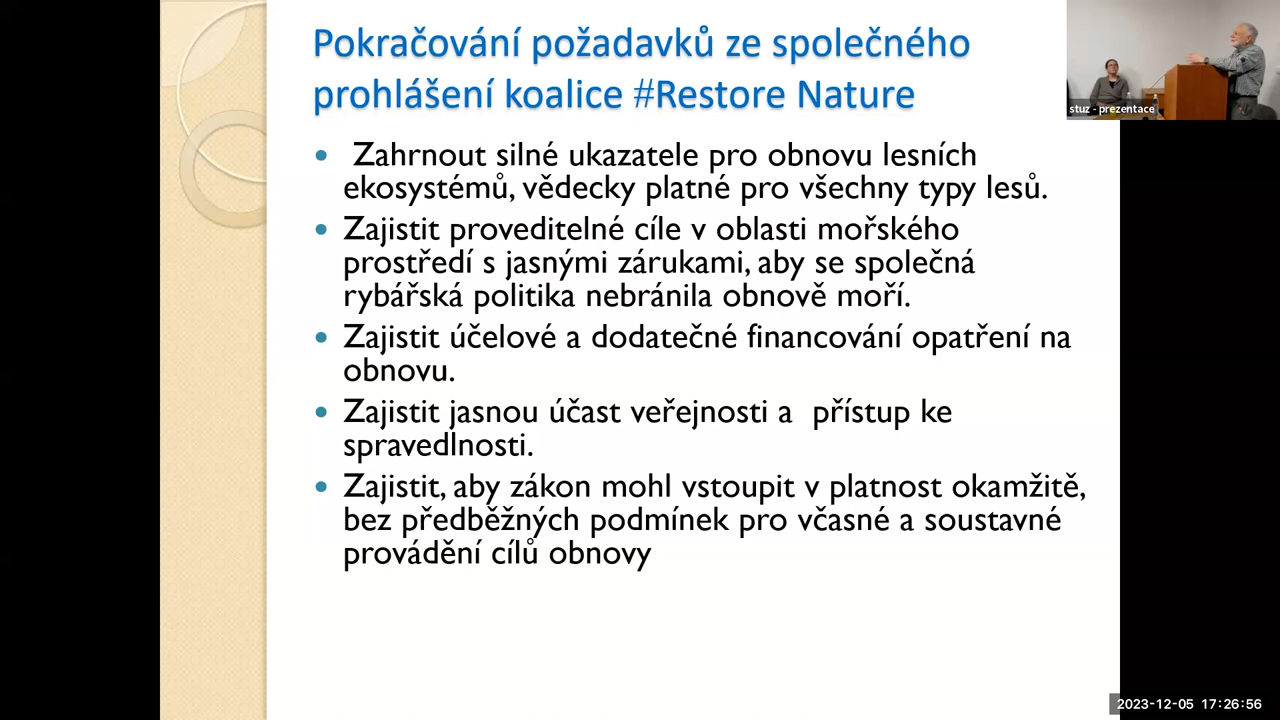 Pokračování požadavků ze společného
prohlášení koalice #Restore Nature
Zahrnout silné ukazatele pro obnovu lesních
ekosystémů, vědecky platné pro všechny typy lesů.
Zajistit proveditelné cíle v oblasti mořského
prostředí s jasnými zárukami, aby se společná
rybářská politika nebránila obnově moří.
Zajistit účelové a dodatečné financování opatření na
obnovu.
Zajistit jasnou účast veřejnosti a  přístup ke
spravedlnosti.
Zajistit, aby zákon mohl vstoupit v platnost okamžitě,
bez předběžných podmínek pro včasné a soustavné
provádění cílů obnovy
stuz - prezentace
2023-12-05 17:26:56